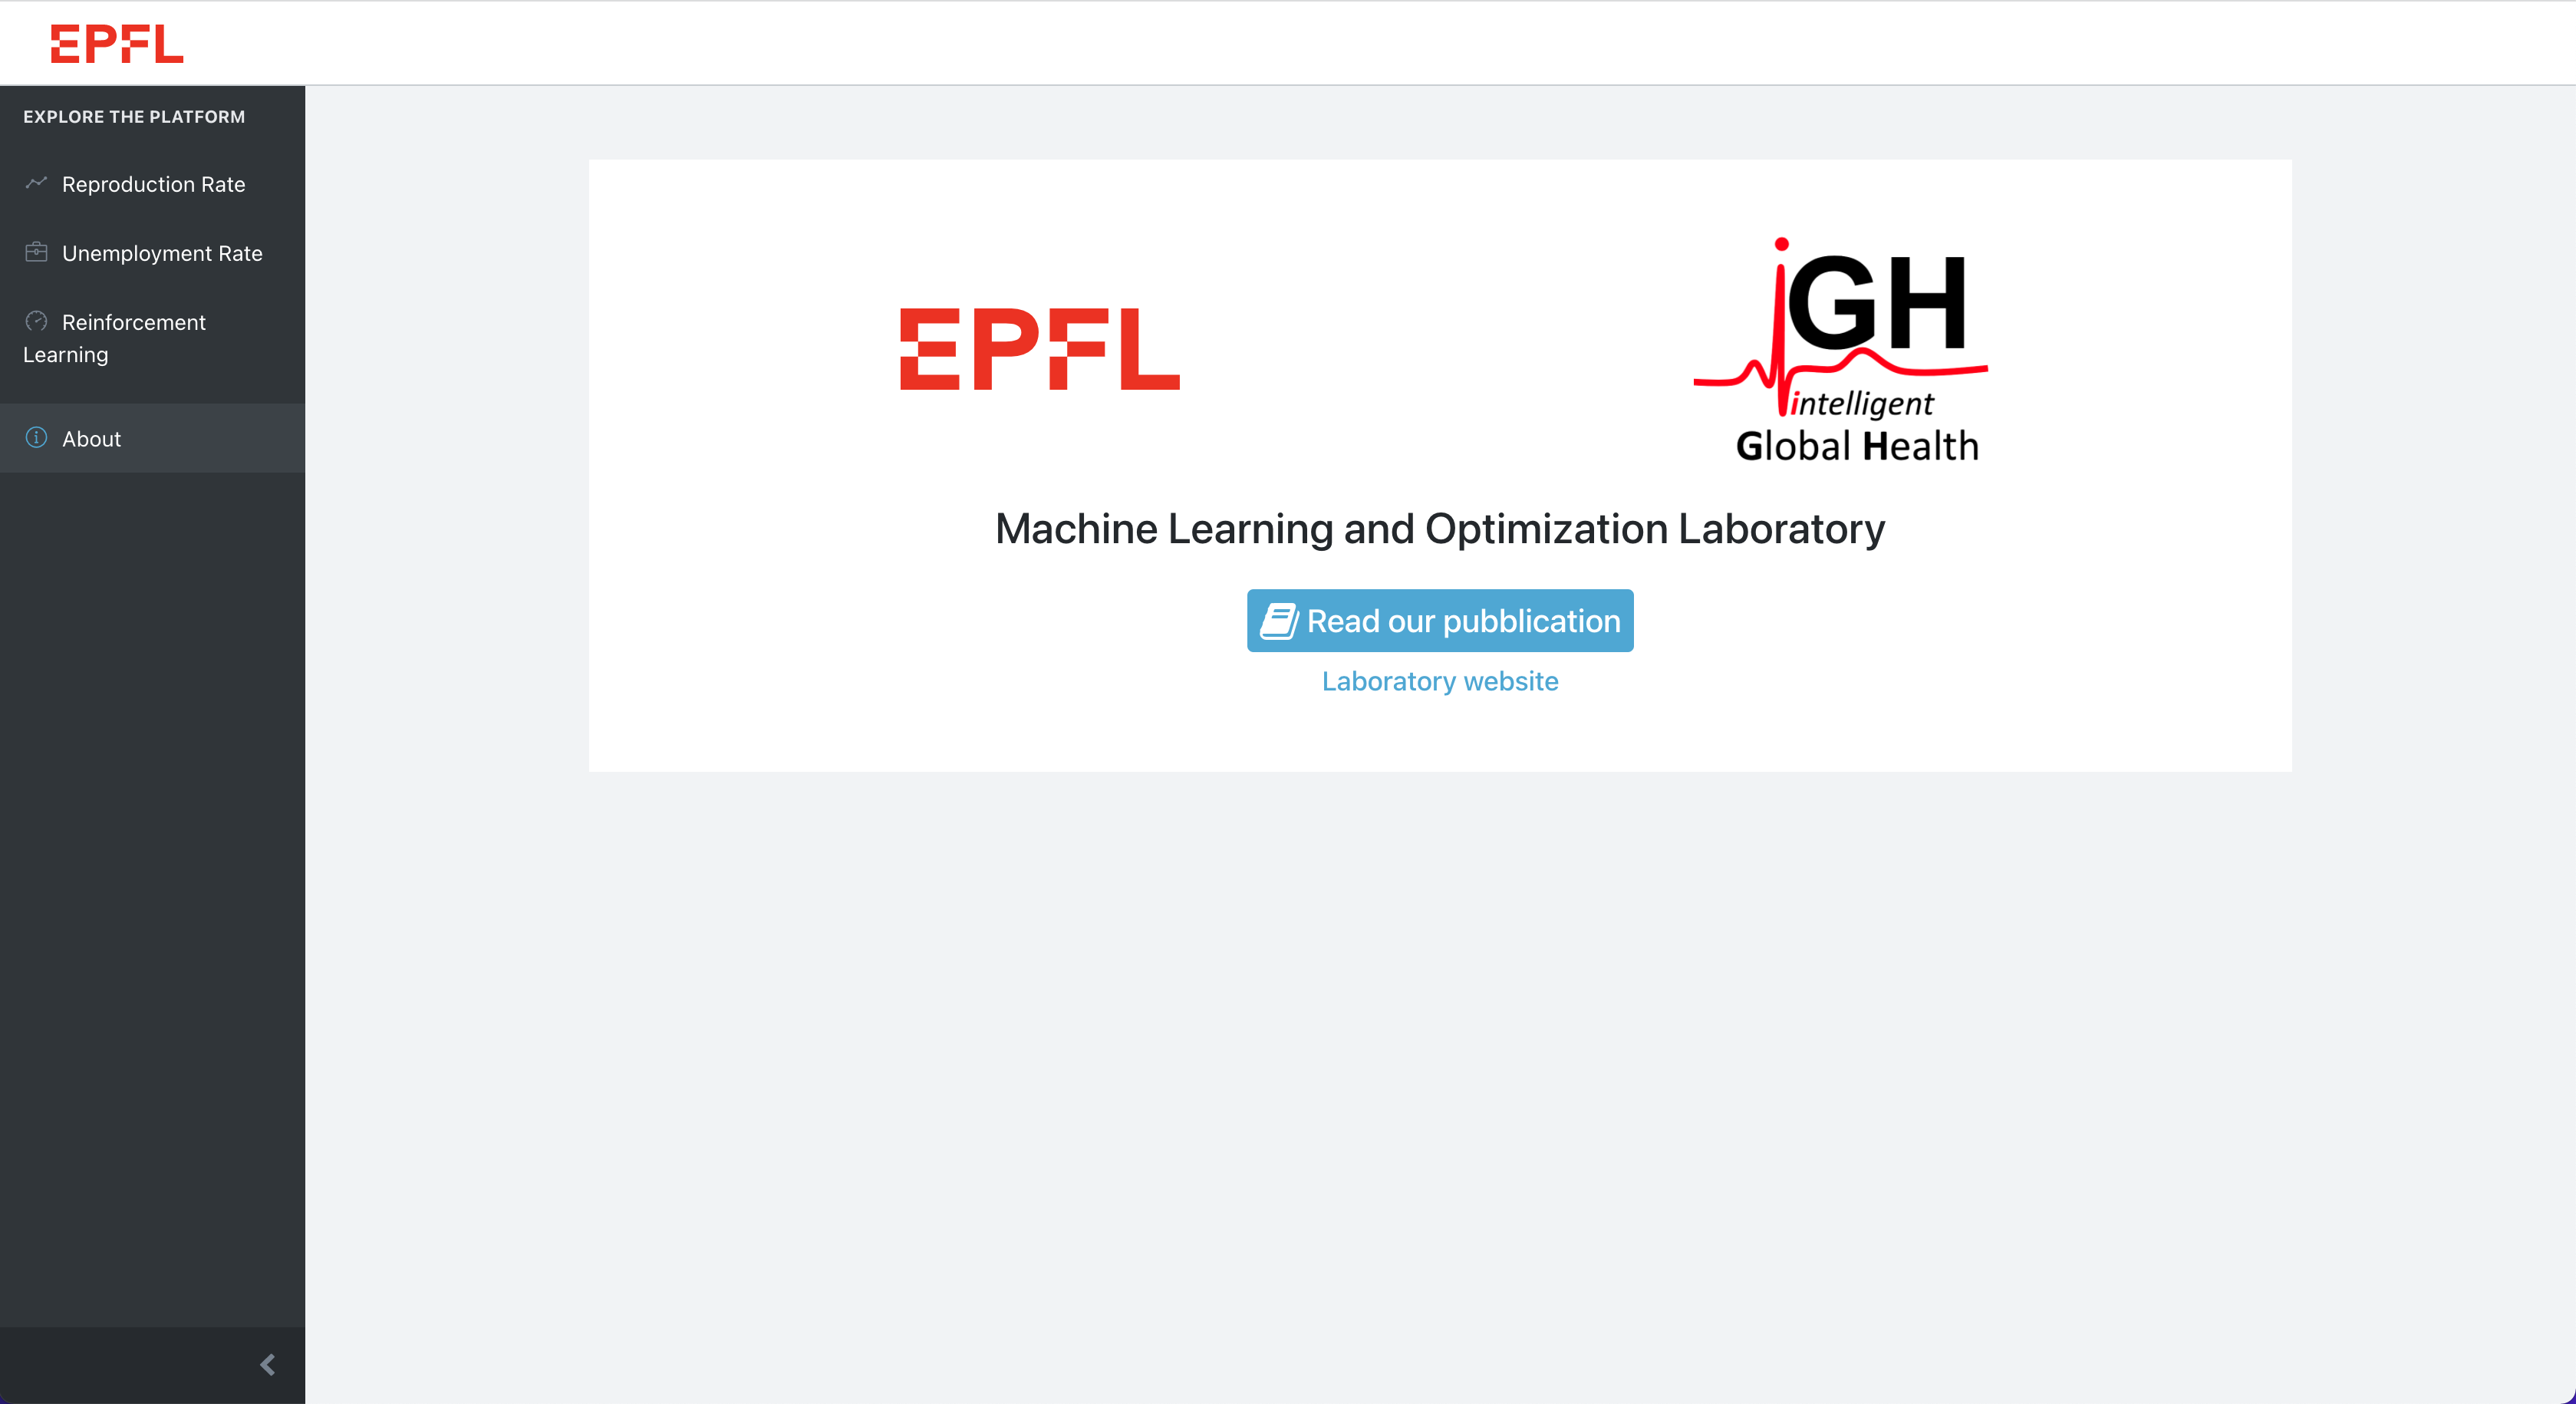 EPFL
EXPLORE THE PLATFORM
Reproduction Rate
Unemployment Rate
Reinforcement
Learning
About
EPFL
iGH
intelligent
Global Health
Machine Learning and Optimization Laboratory
Read our pubblication
Laboratory website